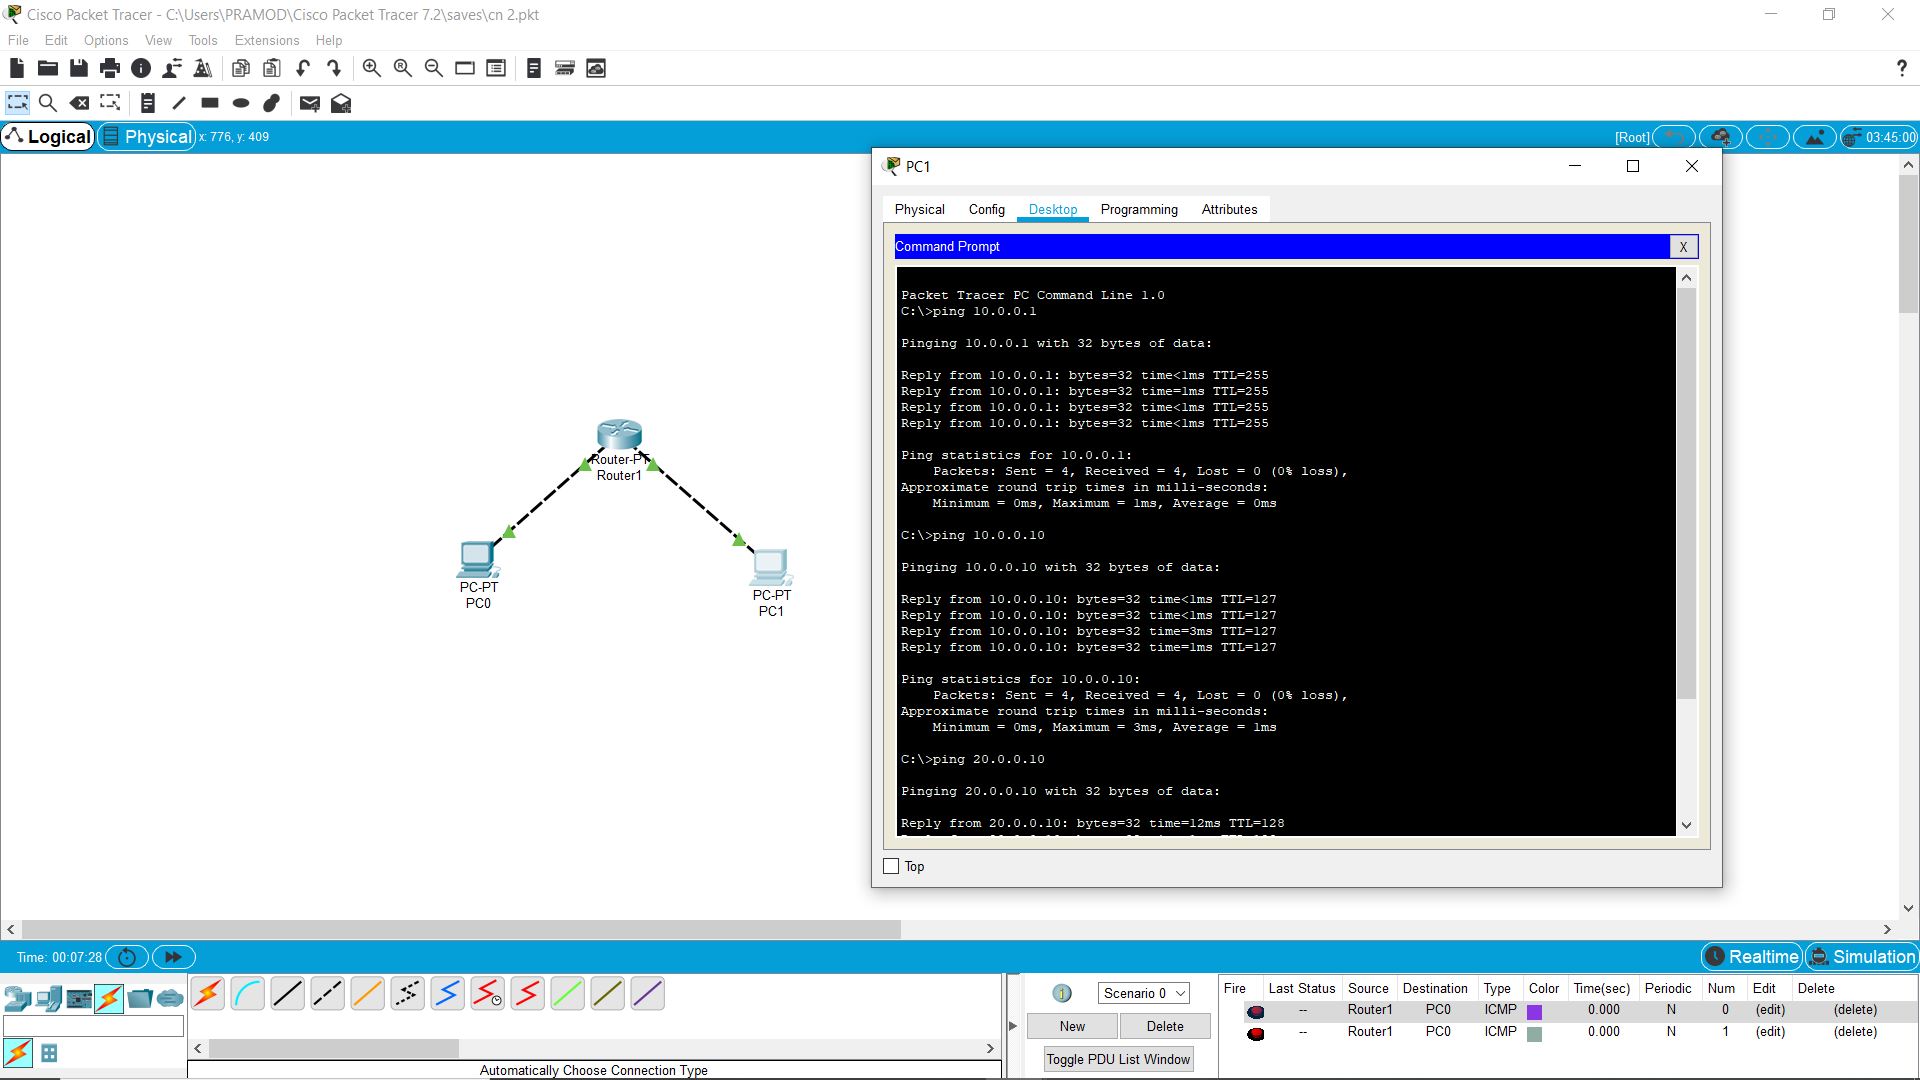 Cisco Packet Tracer - C:\Users\PRAMOD\Cisco Packet Tracer 7.2\saves\cn 2.pkt
File Edit Options View Tools Extensions Help
?
Logical Physical x: 776, y: 409 [Root] 03:45:00
PC1
Physical Config Desktop Programming Attributes
Command Prompt X
Packet Tracer PC Command Line 1.0
C:\>ping 10.0.0.1
Pinging 10.0.0.1 with 32 bytes of data:
Reply from 10.0.0.1: bytes=32 time<1ms TTL=255
Reply from 10.0.0.1: bytes=32 time=1ms TTL=255
Reply from 10.0.0.1: bytes=32 time<1ms TTL=255
Reply from 10.0.0.1: bytes=32 time<1ms TTL=255
Ping statistics for 10.0.0.1:
Packets: Sent = 4, Received = 4, Lost = 0 (0% loss),
Approximate round trip times in milli-seconds:
Minimum = 0ms, Maximum = 1ms, Average = 0ms
C:\>ping 10.0.0.10
Pinging 10.0.0.10 with 32 bytes of data:
Reply from 10.0.0.10: bytes=32 time<1ms TTL=127
Reply from 10.0.0.10: bytes=32 time<1ms TTL=127
Reply from 10.0.0.10: bytes=32 time=3ms TTL=127
Reply from 10.0.0.10: bytes=32 time=1ms TTL=127
Ping statistics for 10.0.0.10:
Packets: Sent = 4, Received = 4, Lost = 0 (0% loss),
Approximate round trip times in milli-seconds:
Minimum = 0ms, Maximum = 3ms, Average = 1ms
C:\>ping 20.0.0.10
Pinging 20.0.0.10 with 32 bytes of data:
Reply from 20.0.0.10: bytes=32 time=12ms TTL=128
Top
Router-PT
Router1
PC-PT
PC0
PC-PT
PC1
Time: 00:07:28 Realtime Simulation
Scenario 0
New Delete
Toggle PDU List Window
Fire Last Status Source Destination Type Color Time(sec) Periodic Num Edit Delete
-- Router1 PC0 ICMP 0.000 N 0 (edit) (delete)
-- Router1 PC0 ICMP 0.000 N 1 (edit) (delete)
Automatically Choose Connection Type